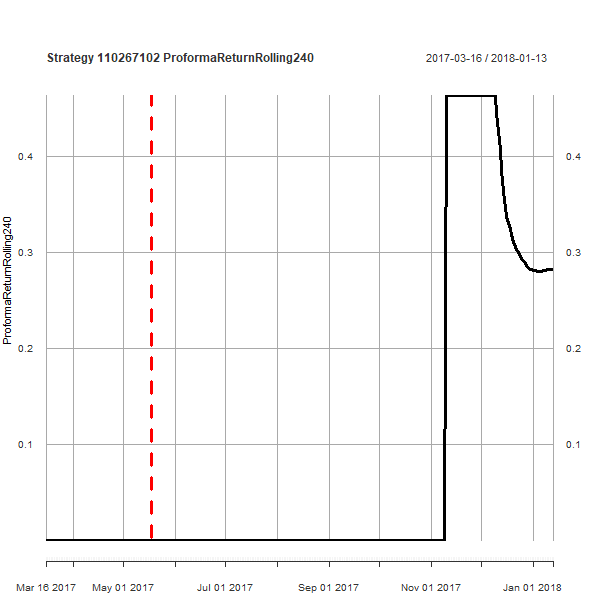 Strategy 110267102 ProformaReturnRolling240
2017-03-16 / 2018-01-13
ProformaReturnRolling240
0.4
0.3
0.2
0.1
0.4
0.3
0.2
0.1
Mar 16 2017
May 01 2017
Jul 01 2017
Sep 01 2017
Nov 01 2017
Jan 01 2018